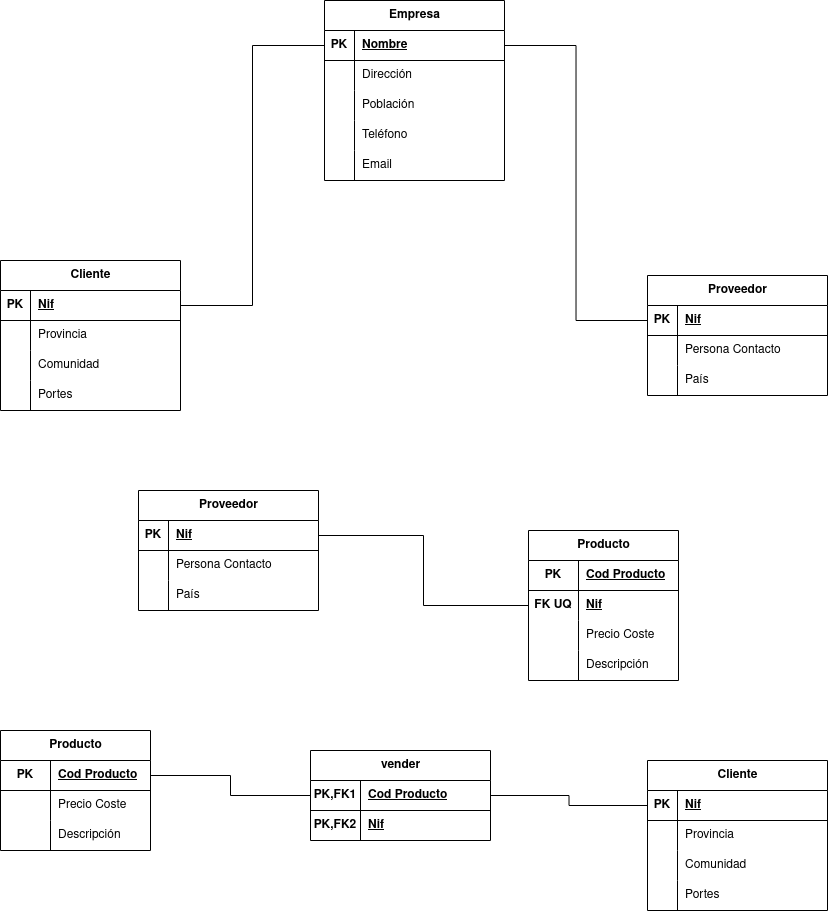 Empresa
PK Nombre
Dirección
Población
Teléfono
Email
Cliente
PK Nif
Provincia
Comunidad
Portes
Proveedor
PK Nif
Persona Contacto
País
Proveedor
PK Nif
Persona Contacto
País
Producto
PK Cod Producto
FK UQ Nif
Precio Coste
Descripción
Producto
PK Cod Producto
Precio Coste
Descripción
vender
PK,FK1 Cod Producto
PK,FK2 Nif
Cliente
PK Nif
Provincia
Comunidad
Portes